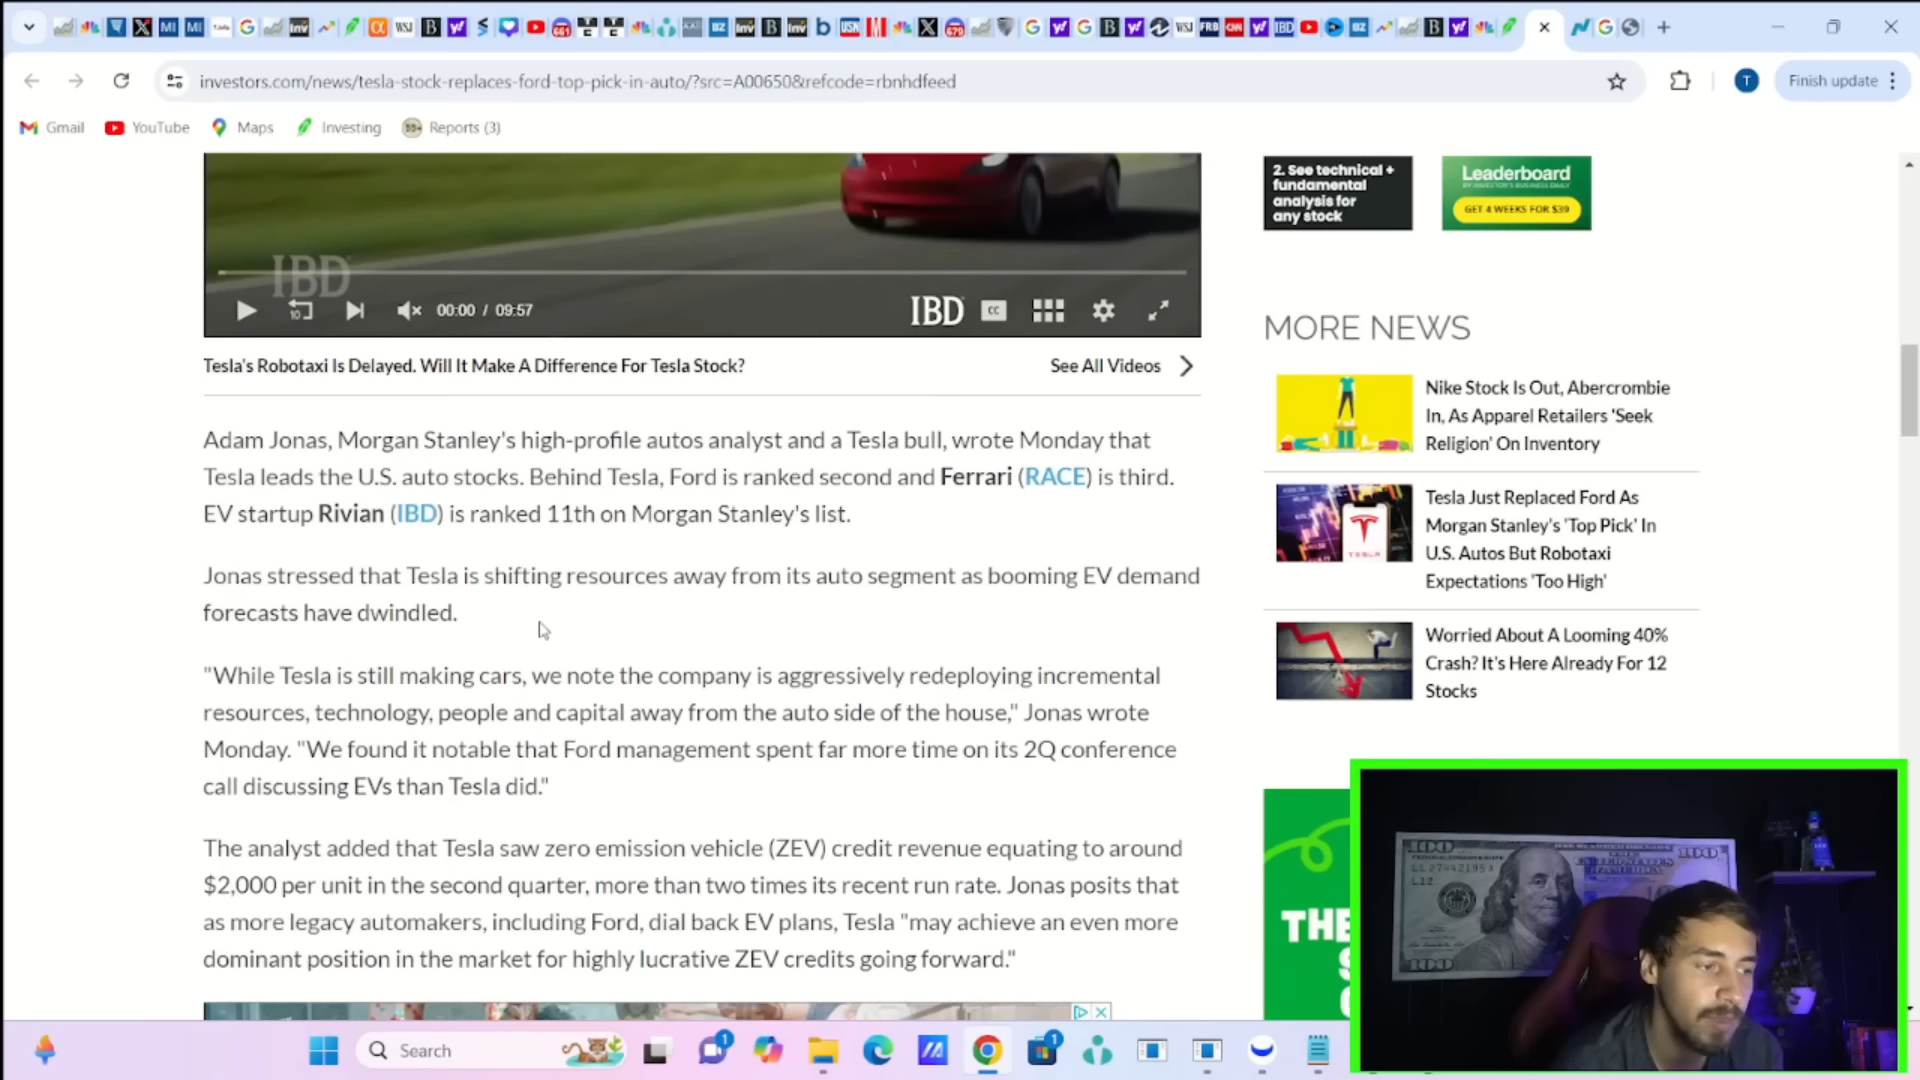 investors.com/news/tesla-stock-replaces-ford-top-pick-in-auto/?src=A00650&refcode=rbnhdfeed
T
Finish update
Gmail
YouTube
Maps
Investing
Reports (3)
IBD
00:00 / 09:57
IBD
CC
Tesla's Robotaxi Is Delayed. Will It Make A Difference For Tesla Stock?
See All Videos
Adam Jonas, Morgan Stanley's high-profile autos analyst and a Tesla bull, wrote Monday that
Tesla leads the U.S. auto stocks. Behind Tesla, Ford is ranked second and Ferrari (RACE) is third.
EV startup Rivian (IBD) is ranked 11th on Morgan Stanley's list.
Jonas stressed that Tesla is shifting resources away from its auto segment as booming EV demand
forecasts have dwindled.
"While Tesla is still making cars, we note the company is aggressively redeploying incremental
resources, technology, people and capital away from the auto side of the house," Jonas wrote
Monday. "We found it notable that Ford management spent far more time on its 2Q conference
call discussing EVs than Tesla did."
The analyst added that Tesla saw zero emission vehicle (ZEV) credit revenue equating to around
$2,000 per unit in the second quarter, more than two times its recent run rate. Jonas posits that
as more legacy automakers, including Ford, dial back EV plans, Tesla "may achieve an even more
dominant position in the market for highly lucrative ZEV credits going forward."
2. See technical +
fundamental
analysis for
any stock
Leaderboard
BY INVESTOR'S BUSINESS DAILY
GET 4 WEEKS FOR $39
MORE NEWS
Nike Stock Is Out, Abercrombie
In, As Apparel Retailers 'Seek
Religion' On Inventory
Tesla Just Replaced Ford As
Morgan Stanley's 'Top Pick' In
U.S. Autos But Robotaxi
Expectations 'Too High'
TESLA
Worried About A Looming 40%
Crash? It's Here Already For 12
Stocks
THE
100
100
L12
100
Search
1
1